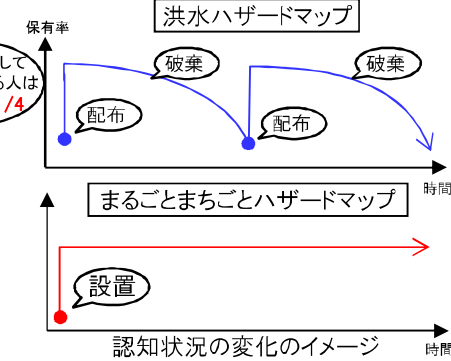 洪水ハザードマップ
保有率
して
る人は
/4
破棄
破棄
配布
配布
時間
まるごとまちごとハザードマップ
設置
時間
認知状況の変化のイメージ